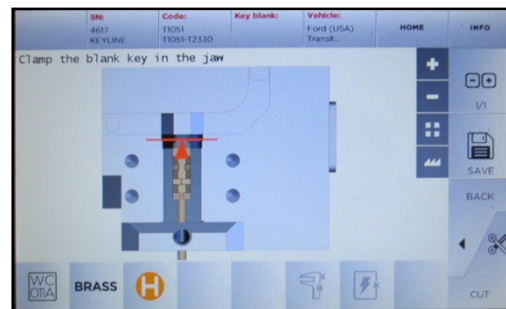 SN: Code: Key blank: Vehicle: HOME INFO
4617 T1051 Ford (USA)
KEYLINE T1051-12330 Transit...
Clamp the blank key in the jaw
1/1
SAVE
BACK
WC
011A
BRASS
H
CUT